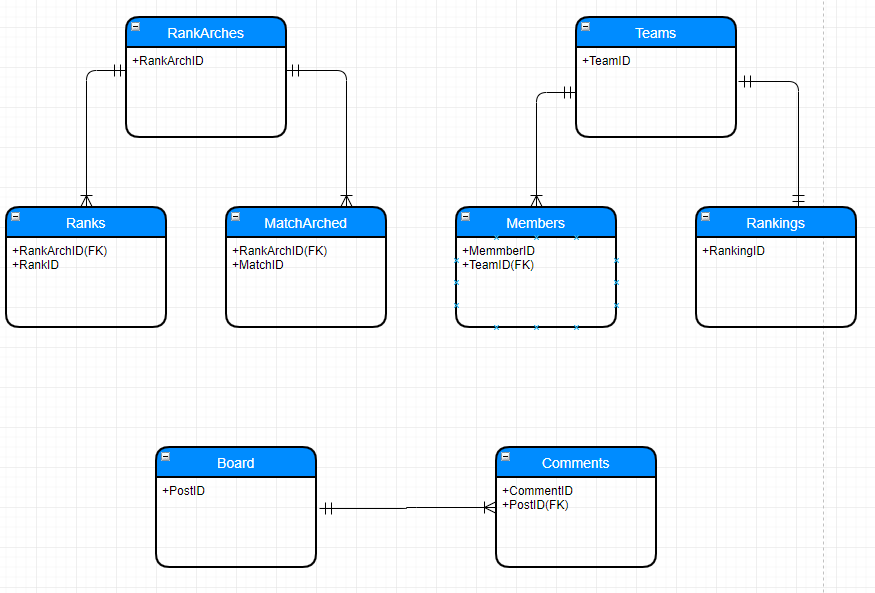 RankArches
+RankArchID
Teams
+TeamID
Ranks
+RankArchID(FK)
+RankID
MatchArched
+RankArchID(FK)
+MatchID
Members
+MemmberID
+TeamID(FK)
Rankings
+RankingID
Board
+PostID
Comments
+CommentID
+PostID(FK)